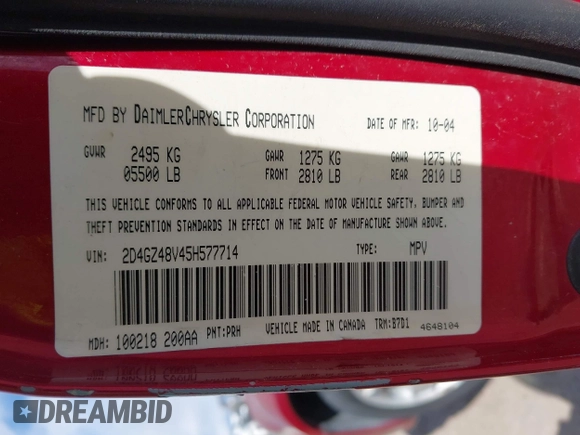 MFD BY DAIMLERCHRYSLER CORPORATION DATE OF MFR: 10-04
GVWR 2495 KG GAWR 1275 KG GAWR 1275 KG
05500 LB FRONT 2810 LB REAR 2810 LB
THIS VEHICLE CONFORMS TO ALL APPLICABLE FEDERAL MOTOR VEHICLE SAFETY, BUMPER AND
THEFT PREVENTION STANDARDS IN EFFECT ON THE DATE OF MANUFACTURE SHOWN ABOVE.
VIN: 2D4GZ48V45H577714 TYPE: MPV
MDH: 100218 200AA PNT:PRH VEHICLE MADE IN CANADA TRM:B7D1 4648104
DREAMBID